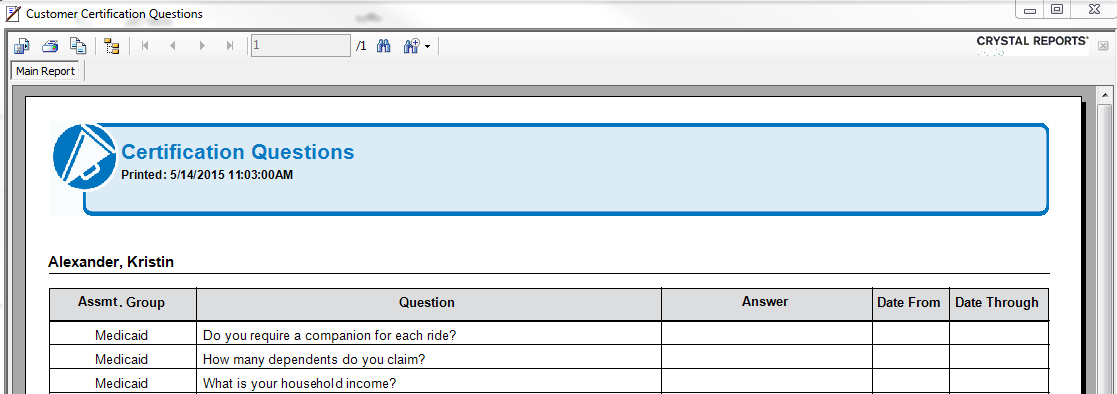 Customer Certification Questions
1 /1 CRYSTAL REPORTS
Main Report
Certification Questions
Printed: 5/14/2015 11:03:00AM
Alexander, Kristin
Assmt. Group Question Answer Date From Date Through
Medicaid Do you require a companion for each ride?
Medicaid How many dependents do you claim?
Medicaid What is your household income?